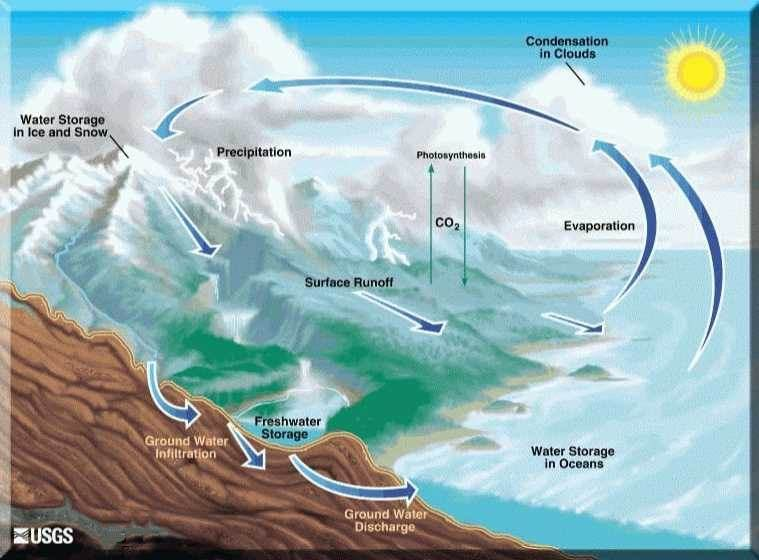 Condensation
in Clouds
Water Storage
in Ice and Snow
Precipitation
Photosynthesis
CO2
Evaporation
Surface Runoff
Freshwater
Storage
Ground Water
Infiltration
Water Storage
in Oceans
Ground Water
Discharge
USGS